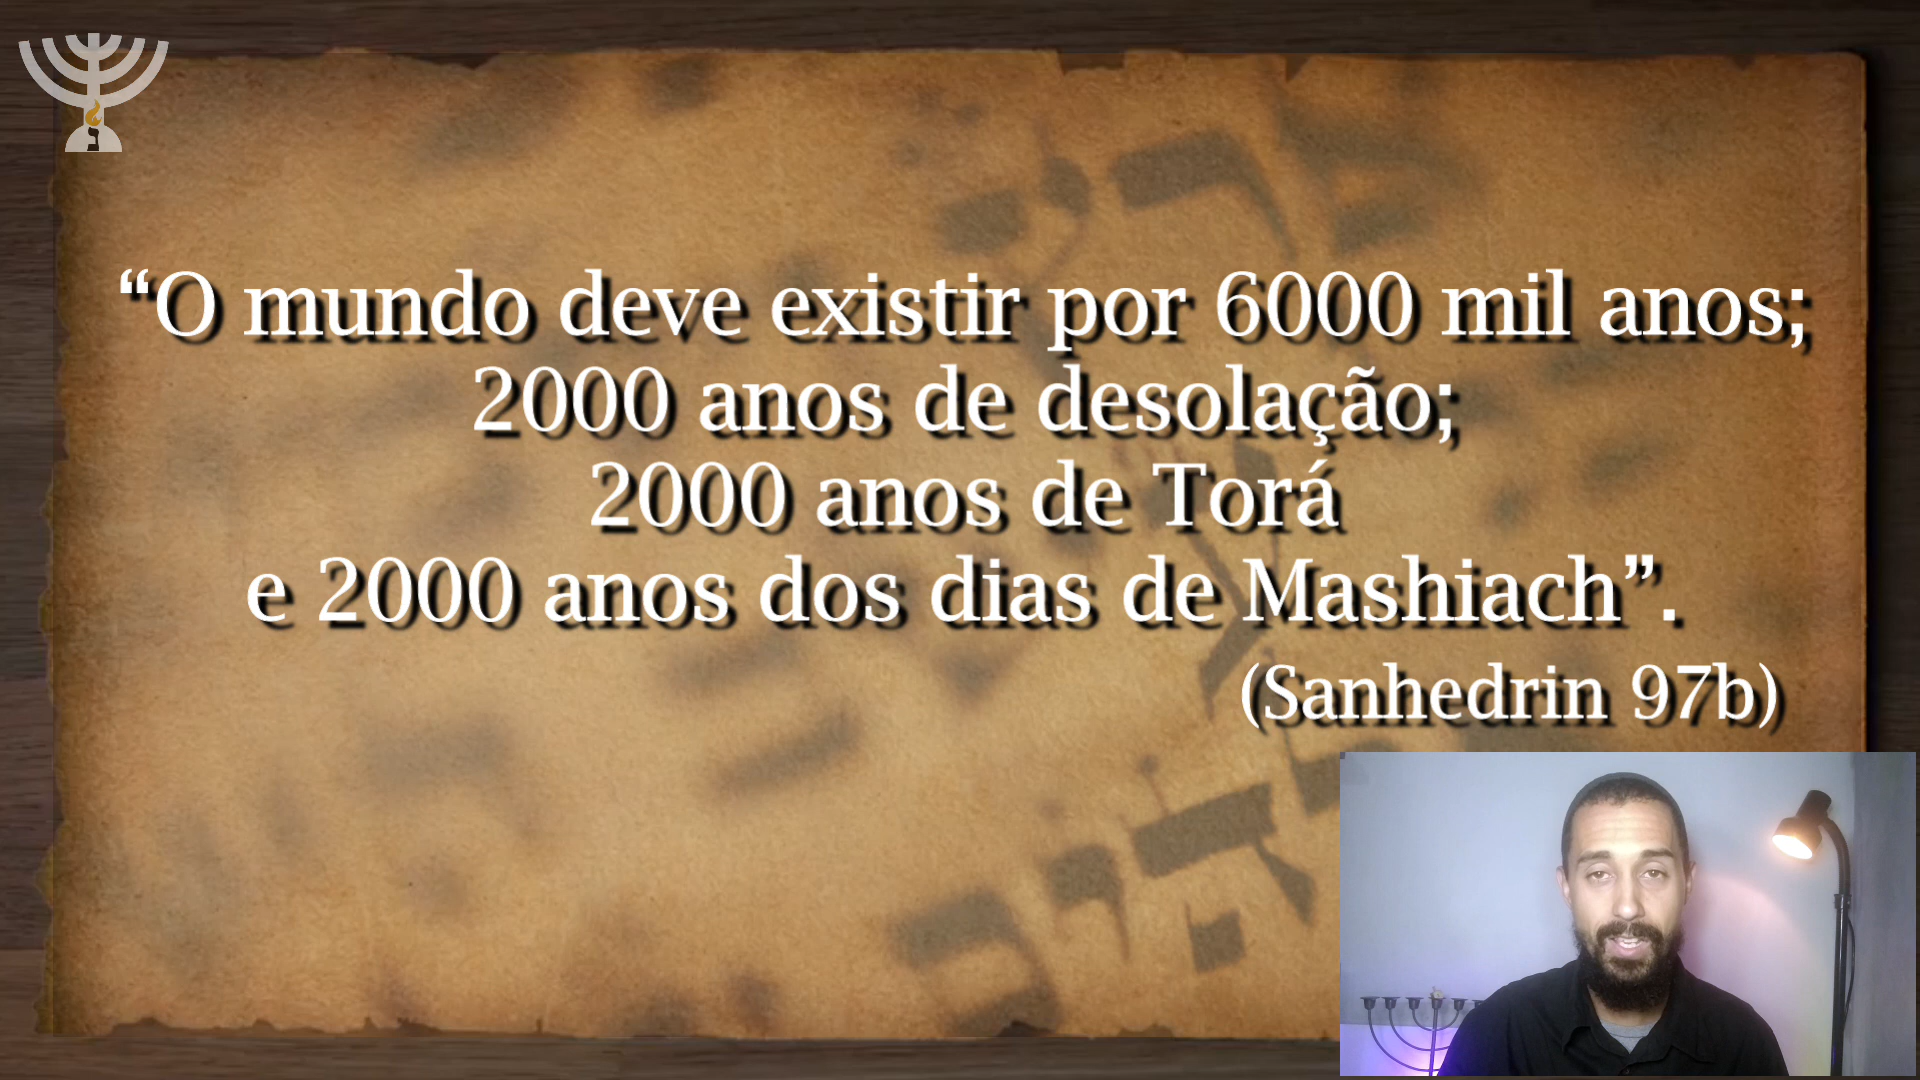 “O mundo deve existir por 6000 mil anos;
2000 anos de desolação;
2000 anos de Torá
e 2000 anos dos dias de Mashiach”.
(Sanhedrin 97b)